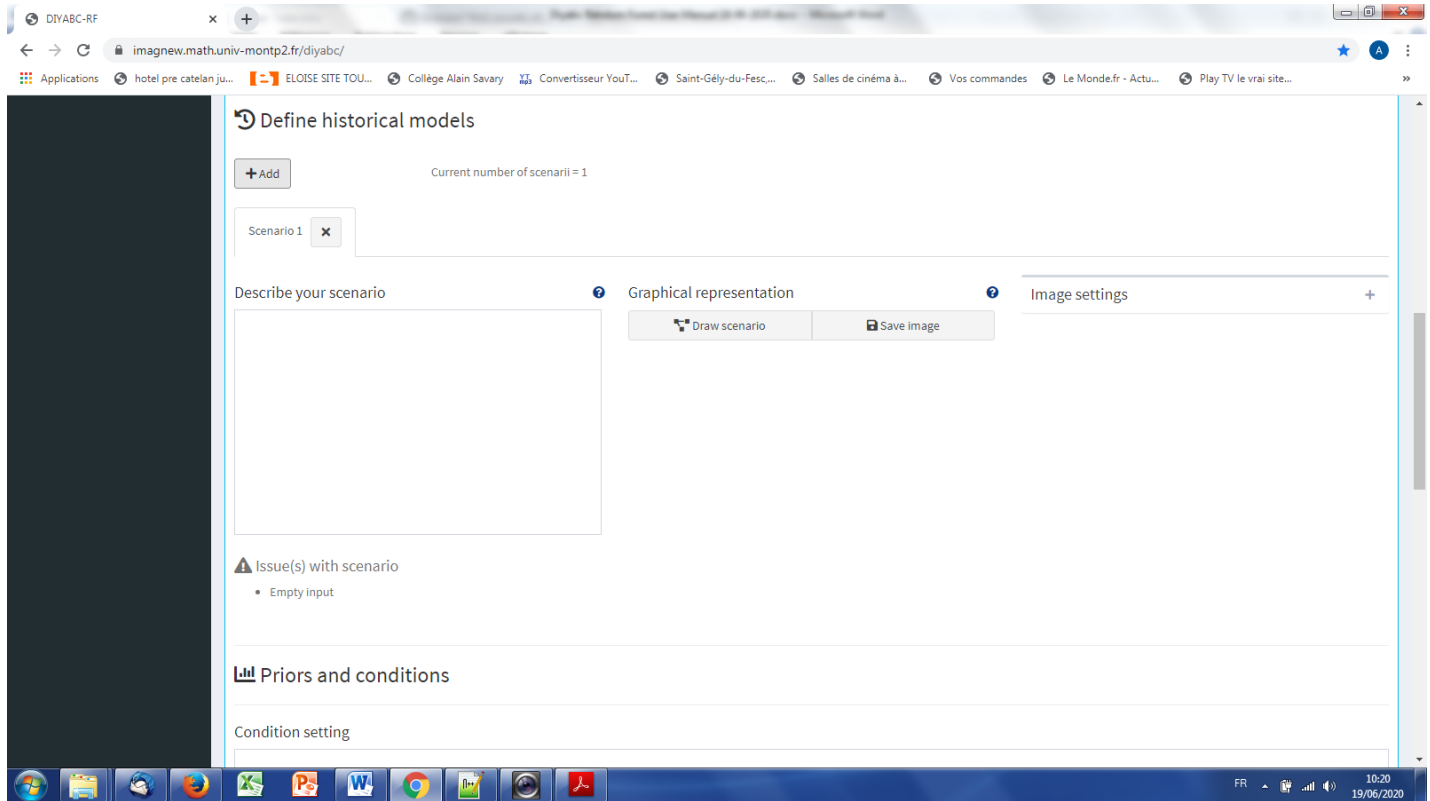 DIYABC-RF
imagnew.math.univ-montp2.fr/diyabc/
A
Applications hotel pre catelan ju... ELOISE SITE TOU... Collège Alain Savary YT mp3 Convertisseur YouT... Saint-Gély-du-Fesc,... Salles de cinéma à... Vos commandes Le Monde.fr - Actu... Play TV le vrai site... »
Define historical models
+ Add Current number of scenarii = 1
Scenario 1 ×
Describe your scenario ? Graphical representation ? Image settings +
Draw scenario Save image
Issue(s) with scenario
• Empty input
Priors and conditions
Condition setting
FR 10:20
19/06/2020